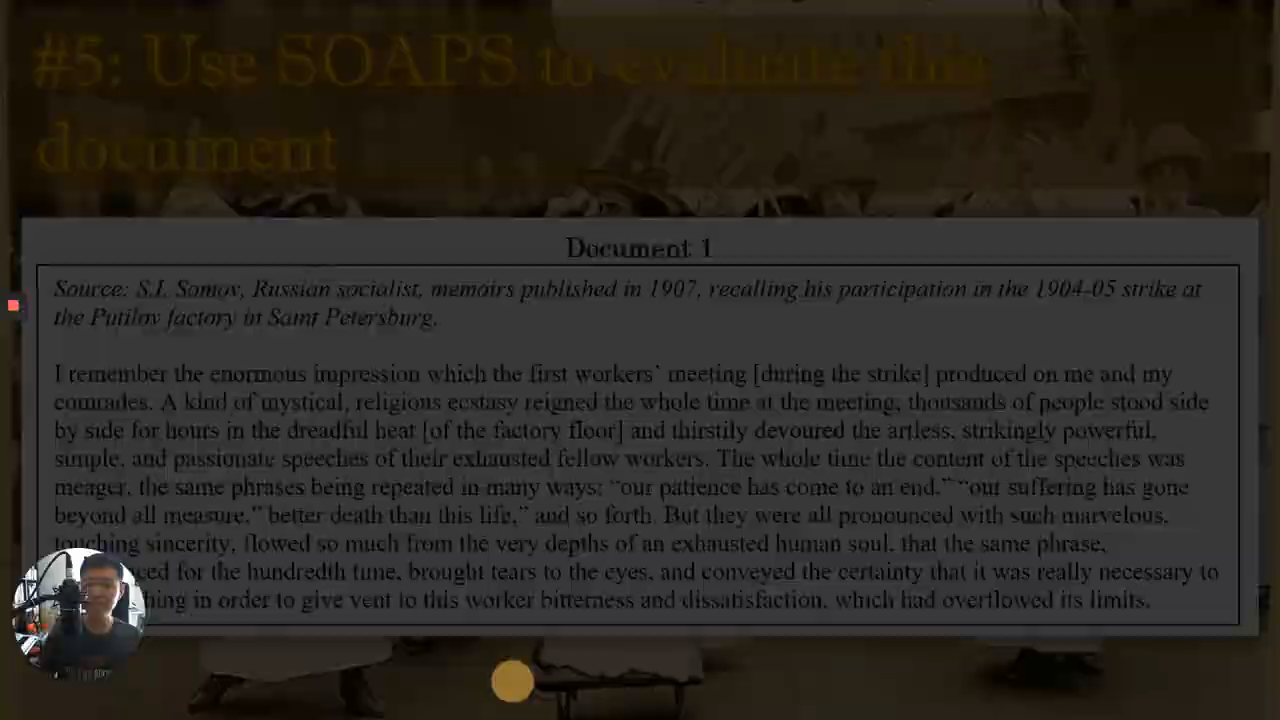 #5: Use SOAPS to evaluate this
document
Document 1
Source: S.I. Somov, Russian socialist, memoirs published in 1907, recalling his participation in the 1904-05 strike at
the Putilov factory in Saint Petersburg.
I remember the enormous impression which the first workers' meeting [during the strike] produced on me and my
comrades. A kind of mystical, religious ecstasy reigned the whole time at the meeting, thousands of people stood side
by side for hours in the dreadful heat [of the factory floor] and thirstily devoured the artless, strikingly powerful,
simple, and passionate speeches of their exhausted fellow workers. The whole time the content of the speeches was
meager, the same phrases being repeated in many ways: "our patience has come to an end," "our suffering has gone
beyond all measure," better death than this life," and so forth. But they were all pronounced with such marvelous,
touching sincerity, flowed so much from the very depths of an exhausted human soul, that the same phrase,
for the hundredth time, brought tears to the eyes, and conveyed the certainty that it was really necessary to
in order to give vent to this worker bitterness and dissatisfaction, which had overflowed its limits.